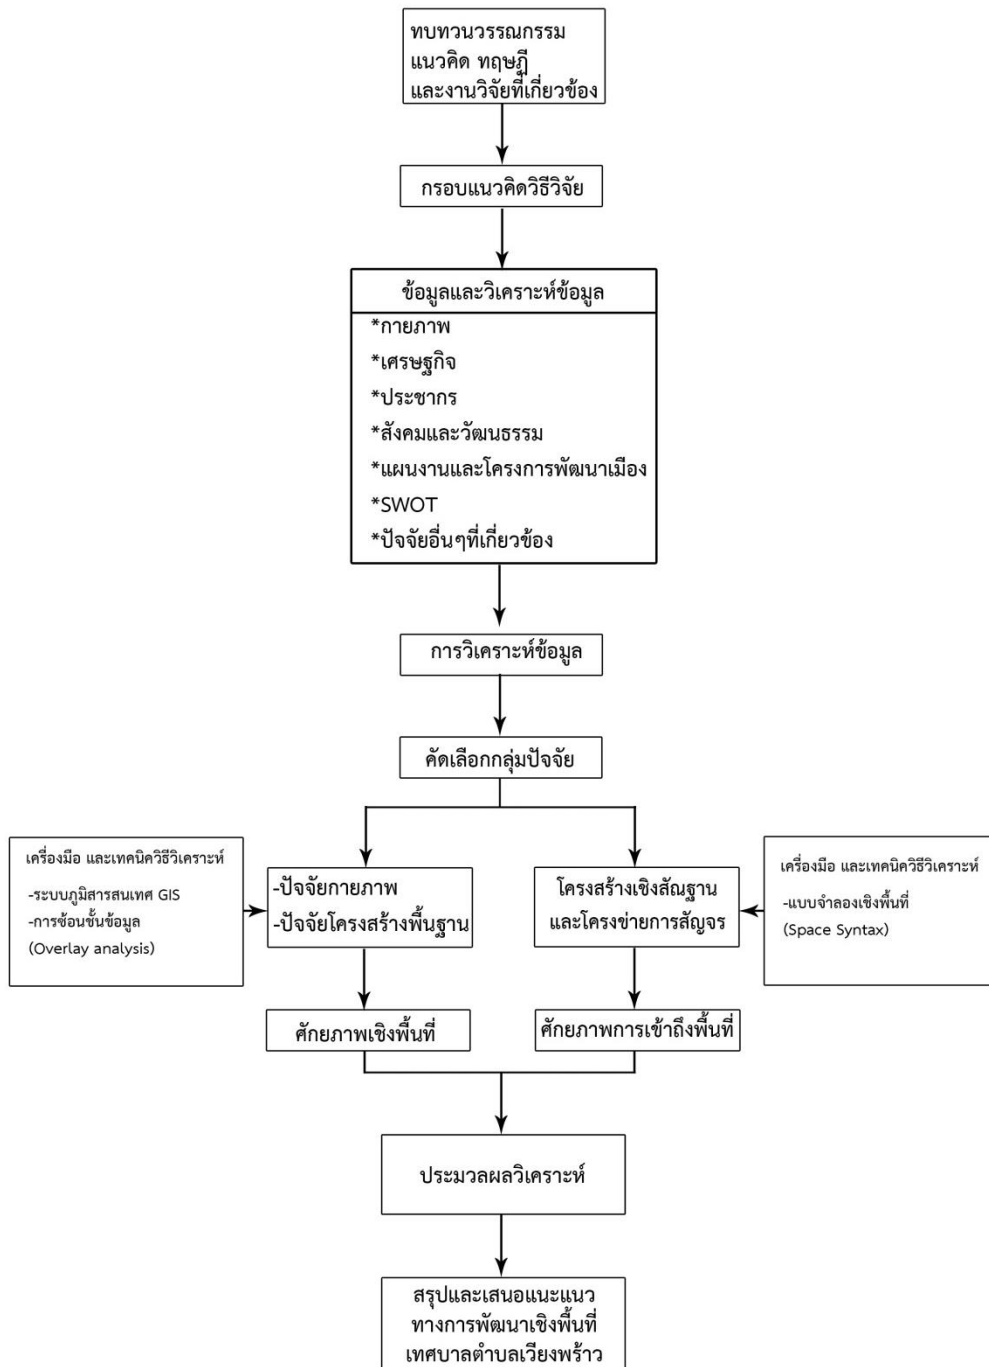 ทบทวนวรรณกรรม
แนวคิด ทฤษฎี
และงานวิจัยที่เกี่ยวข้อง
กรอบแนวคิดวิธีวิจัย
ข้อมูลและวิเคราะห์ข้อมูล
*กายภาพ
*เศรษฐกิจ
*ประชากร
*สังคมและวัฒนธรรม
*แผนงานและโครงการพัฒนาเมือง
*SWOT
*ปัจจัยอื่นๆที่เกี่ยวข้อง
การวิเคราะห์ข้อมูล
คัดเลือกกลุ่มปัจจัย
เครื่องมือ และเทคนิควิธีวิเคราะห์
-ระบบภูมิสารสนเทศ GIS
-การซ้อนชั้นข้อมูล
(Overlay analysis)
-ปัจจัยกายภาพ
-ปัจจัยโครงสร้างพื้นฐาน
โครงสร้างเชิงสัณฐาน
และโครงข่ายการสัญจร
เครื่องมือ และเทคนิควิธีวิเคราะห์
-แบบจำลองเชิงพื้นที่
(Space Syntax)
ศักยภาพเชิงพื้นที่
ศักยภาพการเข้าถึงพื้นที่
ประมวลผลวิเคราะห์
สรุปและเสนอแนะแนว
ทางการพัฒนาเชิงพื้นที่
เทศบาลตำบลเวียงพร้าว